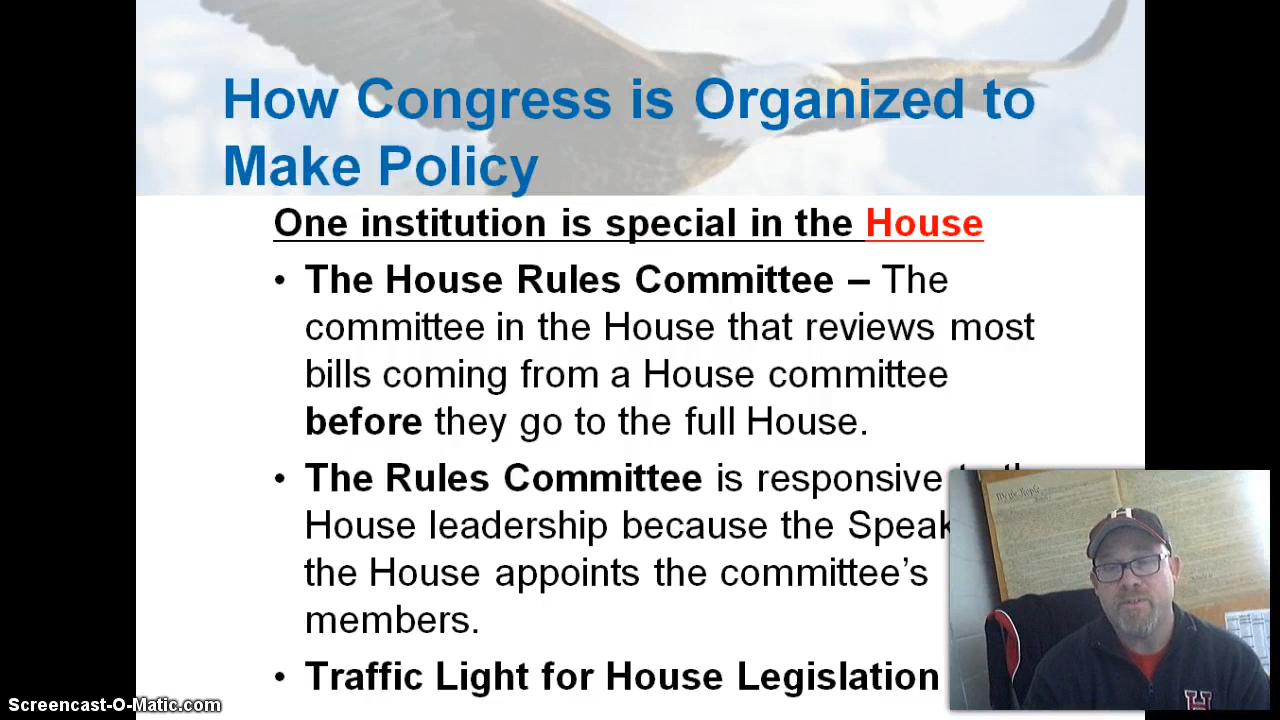 How Congress is Organized to
Make Policy
One institution is special in the House
• The House Rules Committee – The
committee in the House that reviews most
bills coming from a House committee
before they go to the full House.
• The Rules Committee is responsive
House leadership because the
the House appoints the committee’s
members.
• Traffic Light for House Legislation
We the People
H
H
Screencast-O-Matic.com